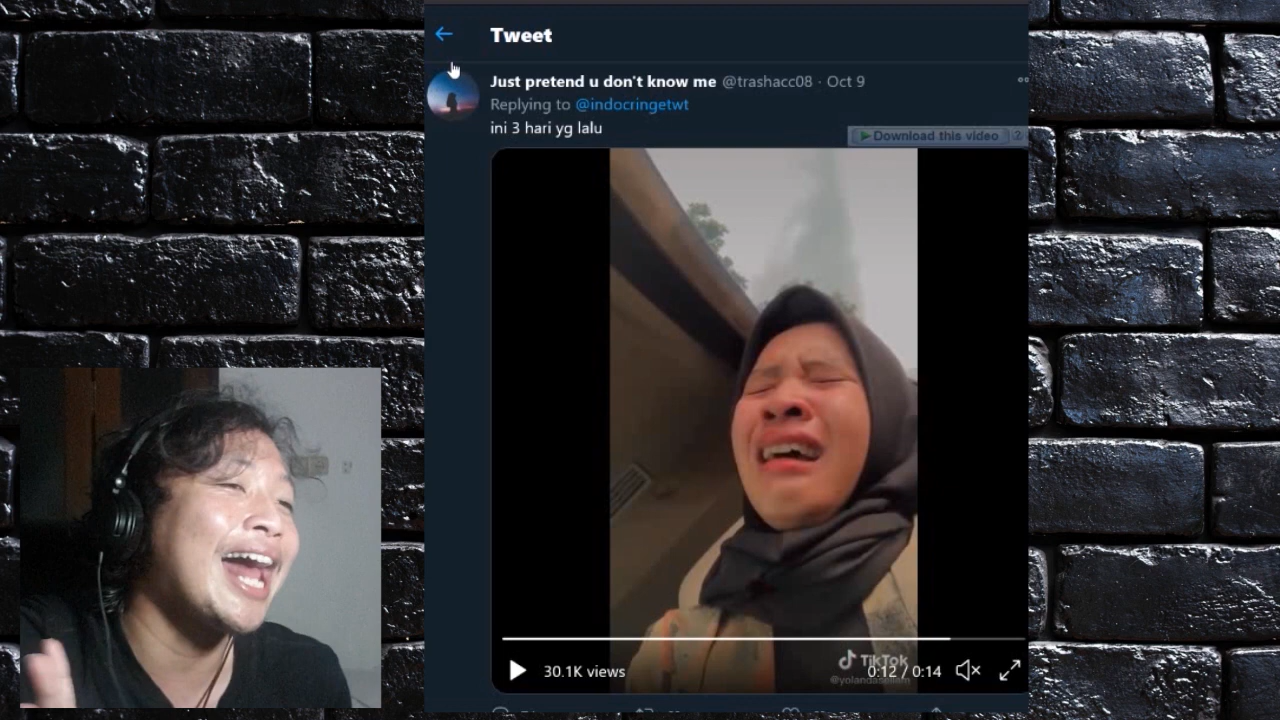 Tweet
Just pretend u don't know me @trashacc08 · Oct 9
Replying to @indocringetwt
ini 3 hari yg lalu
Download this video
TikTok
30.1K views
0:12 / 0:14